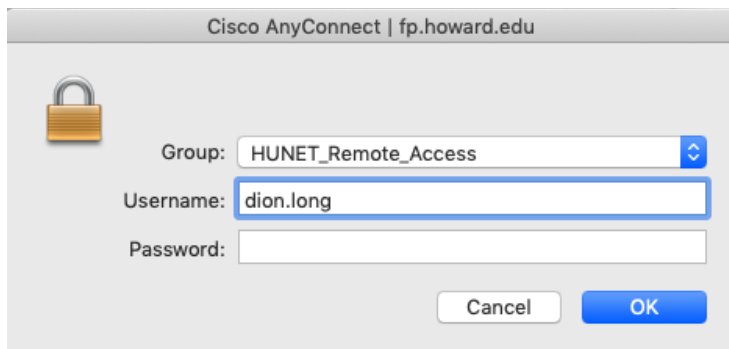 Cisco AnyConnect | fp.howard.edu
Group: HUNET_Remote_Access
Username: dion.long
Password:
Cancel OK